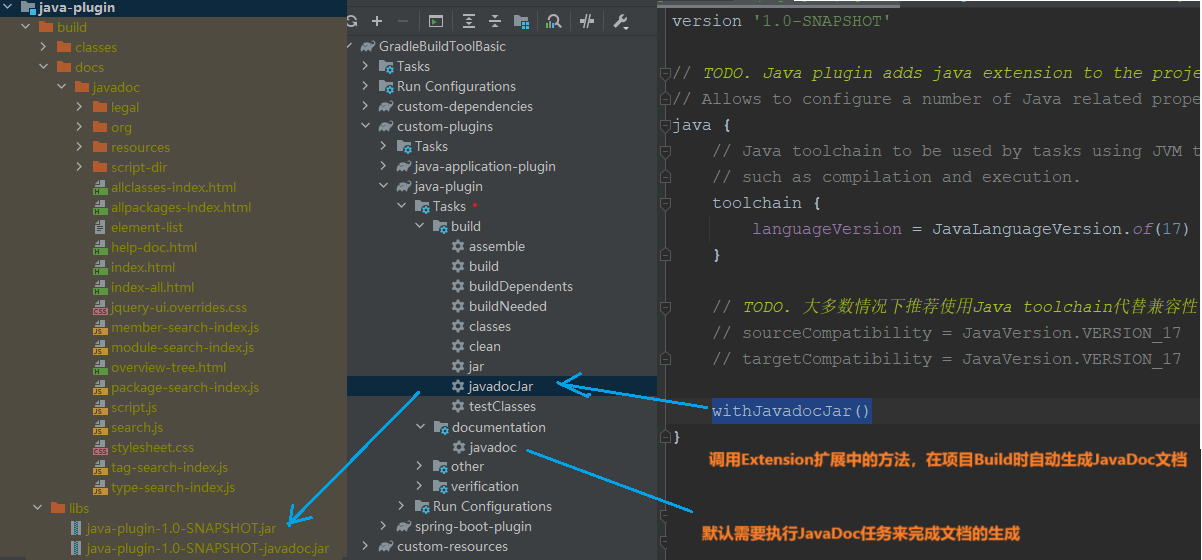 java-plugin
build
classes
docs
javadoc
legal
org
resources
script-dir
allclasses-index.html
allpackages-index.html
element-list
help-doc.html
index.html
index-all.html
jquery-ui.overrides.css
member-search-index.js
module-search-index.js
overview-tree.html
package-search-index.js
script.js
search.js
stylesheet.css
tag-search-index.js
type-search-index.js
libs
java-plugin-1.0-SNAPSHOT.jar
java-plugin-1.0-SNAPSHOT-javadoc.jar
GradleBuildToolBasic
Tasks
Run Configurations
custom-dependencies
custom-plugins
Tasks
java-application-plugin
java-plugin
Tasks
build
assemble
build
buildDependents
buildNeeded
classes
clean
jar
javadocJar
testClasses
documentation
javadoc
other
verification
Run Configurations
spring-boot-plugin
custom-resources
version '1.0-SNAPSHOT'
// TODO. Java plugin adds java extension to the proje
// Allows to configure a number of Java related prope
java {
// Java toolchain to be used by tasks using JVM t
// such as compilation and execution.
toolchain {
languageVersion = JavaLanguageVersion.of(17)
}
// TODO. 大多数情况下推荐使用Java toolchain代替兼容性
// sourceCompatibility = JavaVersion.VERSION_17
// targetCompatibility = JavaVersion.VERSION_17
withJavadocJar()
}
调用Extension扩展中的方法，在项目Build时自动生成JavaDoc文档
默认需要执行JavaDoc任务来完成文档的生成